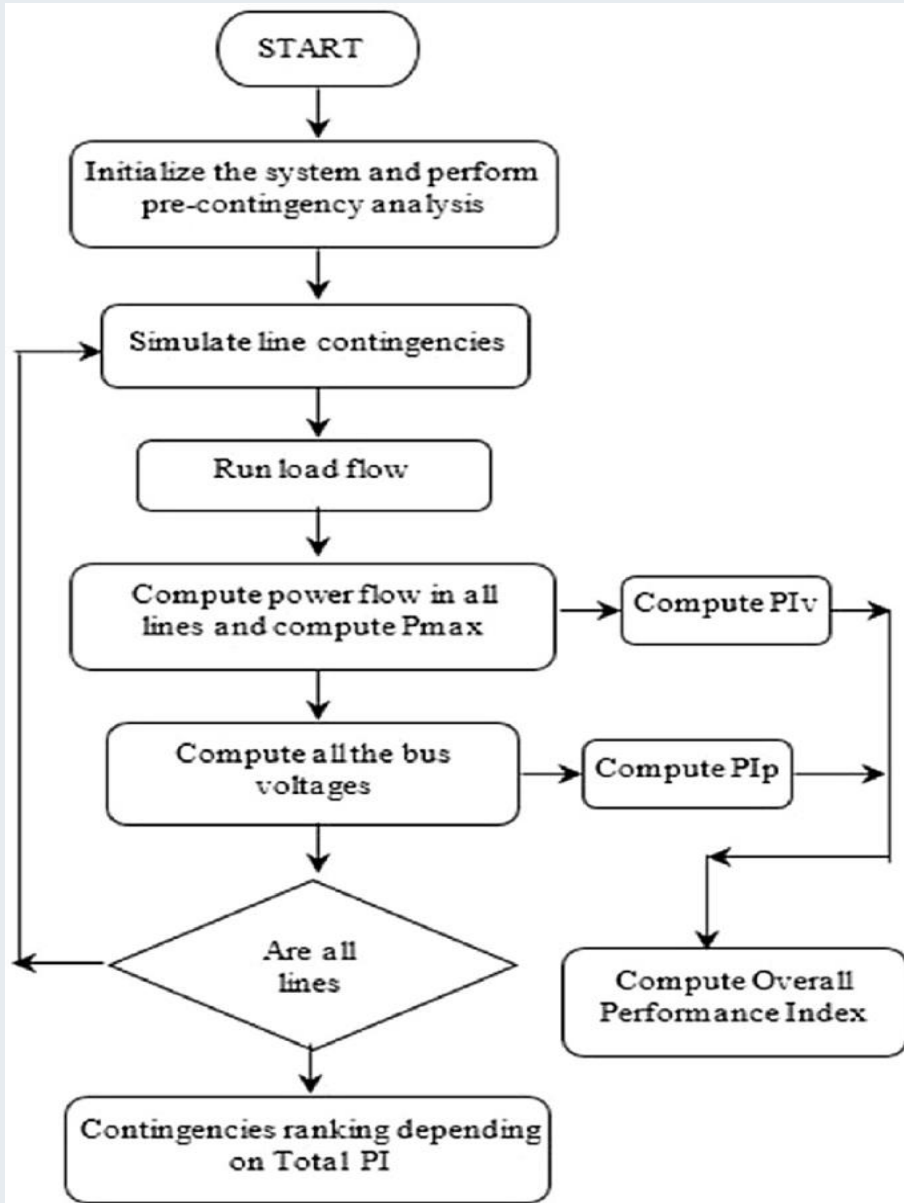 START
Initialize the system and perform
pre-contingency analysis
Simulate line contingencies
Run load flow
Compute power flow in all
lines and compute Pmax
Compute PIv
Compute all the bus
voltages
Compute PIp
Are all
lines
Compute Overall
Performance Index
Contingencies ranking depending
on Total PI